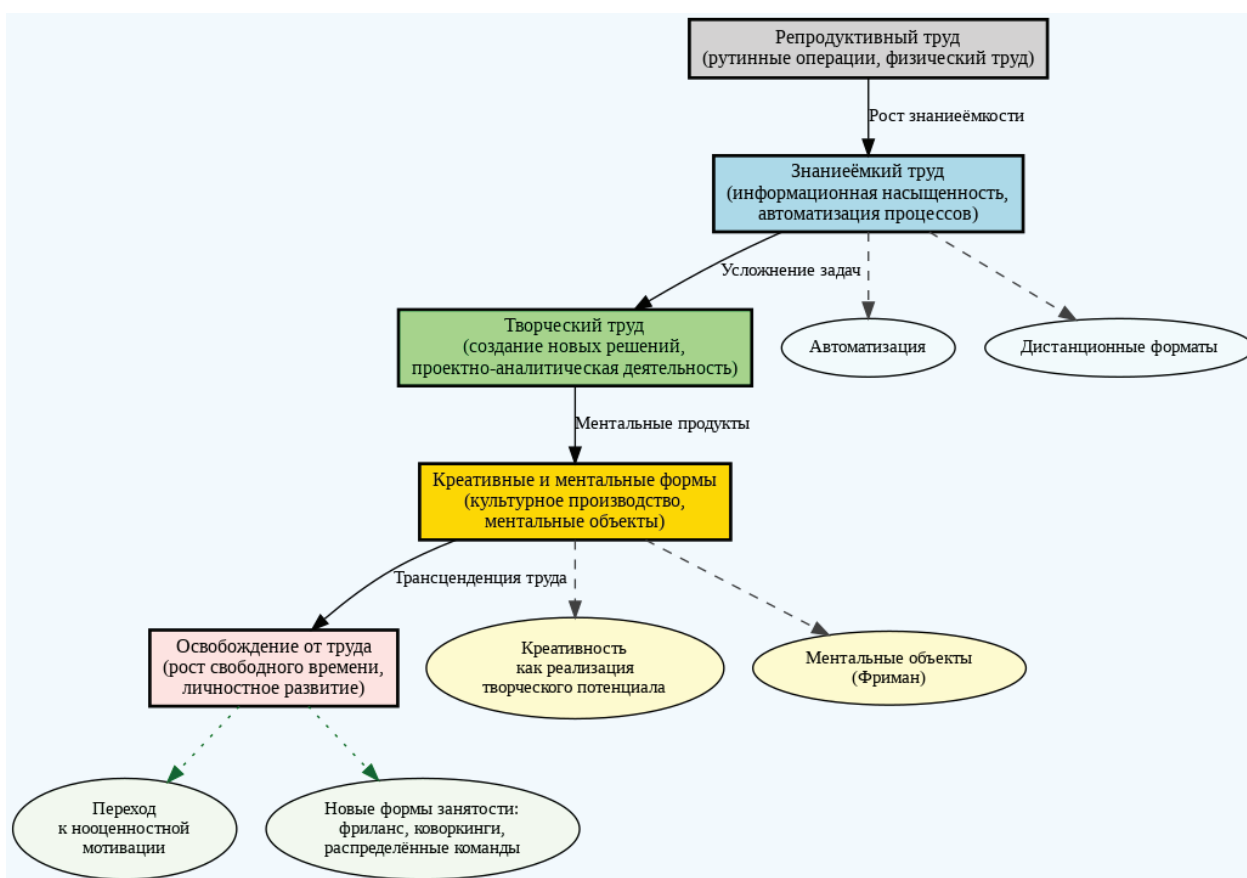 Репродуктивный труд
(рутинные операции, физический труд)
Рост знаниеёмкости
Знаниеёмкий труд
(информационная насыщенность,
автоматизация процессов)
Усложнение задач
Творческий труд
(создание новых решений,
проектно-аналитическая деятельность)
Автоматизация
Дистанционные форматы
Ментальные продукты
Креативные и ментальные формы
(культурное производство,
ментальные объекты)
Трансценденция труда
Освобождение от труда
(рост свободного времени,
личностное развитие)
Креативность
как реализация
творческого потенциала
Ментальные объекты
(Фриман)
Переход
к нооценностной
мотивации
Новые формы занятости:
фриланс, коворкинги,
распределённые команды